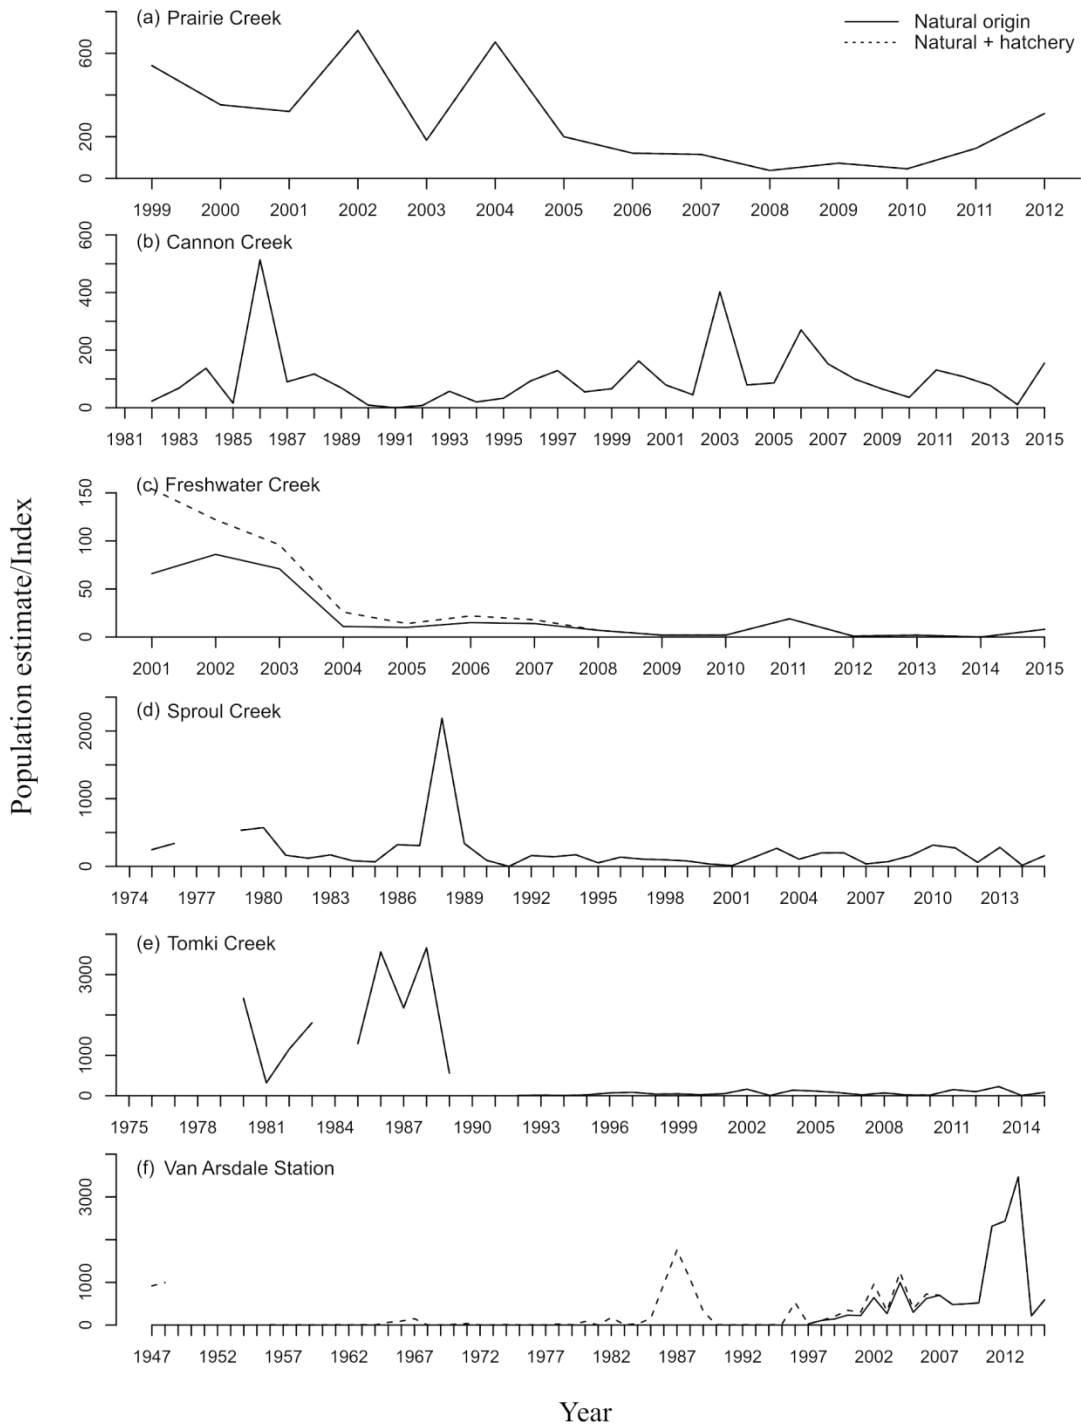 (a) Prairie Creek
Natural origin
Natural + hatchery
600
200
0
1999 2000 2001 2002 2003 2004 2005 2006 2007 2008 2009 2010 2011 2012
(b) Cannon Creek
600
400
200
0
1981 1983 1985 1987 1989 1991 1993 1995 1997 1999 2001 2003 2005 2007 2009 2011 2013 2015
(c) Freshwater Creek
150
100
50
0
2001 2002 2003 2004 2005 2006 2007 2008 2009 2010 2011 2012 2013 2014 2015
Population estimate/Index
(d) Sproul Creek
2000
1000
0
1974 1977 1980 1983 1986 1989 1992 1995 1998 2001 2004 2007 2010 2013
(e) Tomki Creek
3000
1000
0
1975 1978 1981 1984 1987 1990 1993 1996 1999 2002 2005 2008 2011 2014
(f) Van Arsdale Station
3000
1000
0
1947 1952 1957 1962 1967 1972 1977 1982 1987 1992 1997 2002 2007 2012
Year